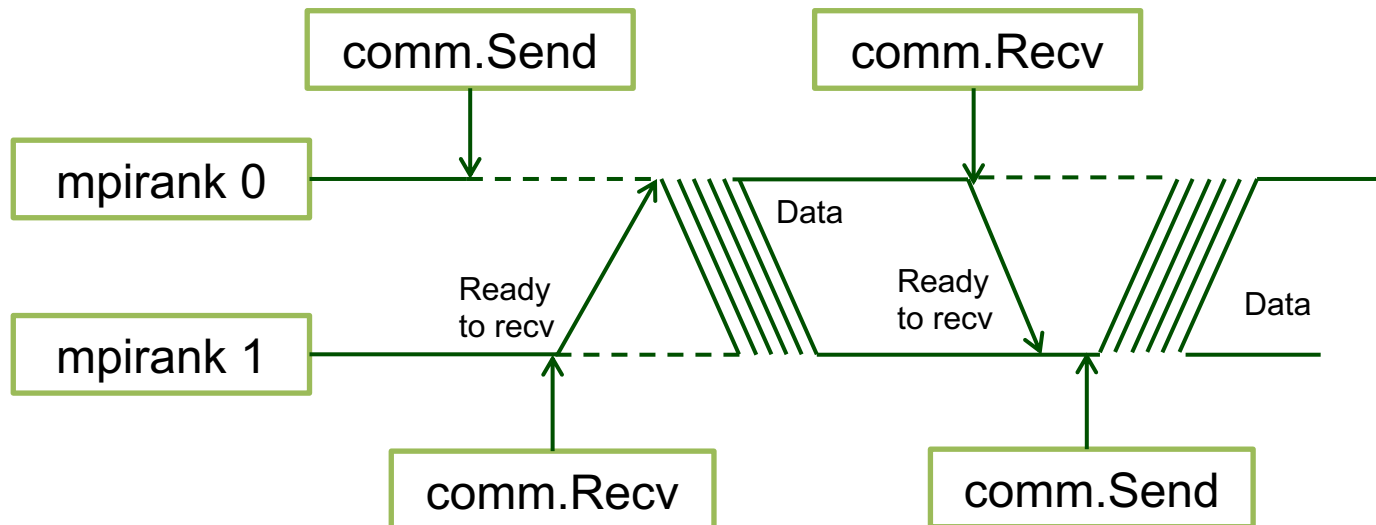 comm.Send
comm.Recv
mpirank 0
Data
Ready
to recv
Ready
to recv
Data
mpirank 1
comm.Recv
comm.Send